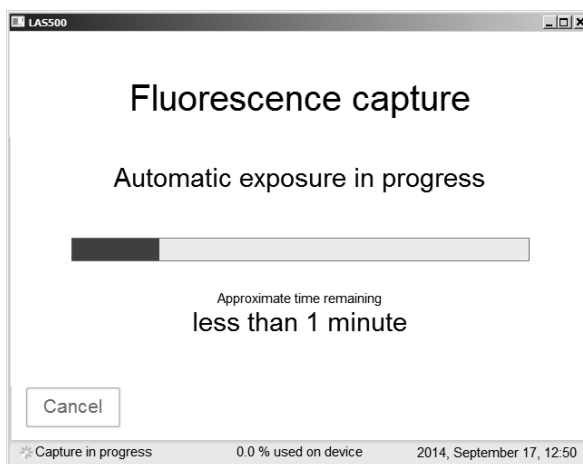 LAS500
Fluorescence capture
Automatic exposure in progress
Approximate time remaining
less than 1 minute
Cancel
Capture in progress 0.0 % used on device 2014, September 17, 12:50